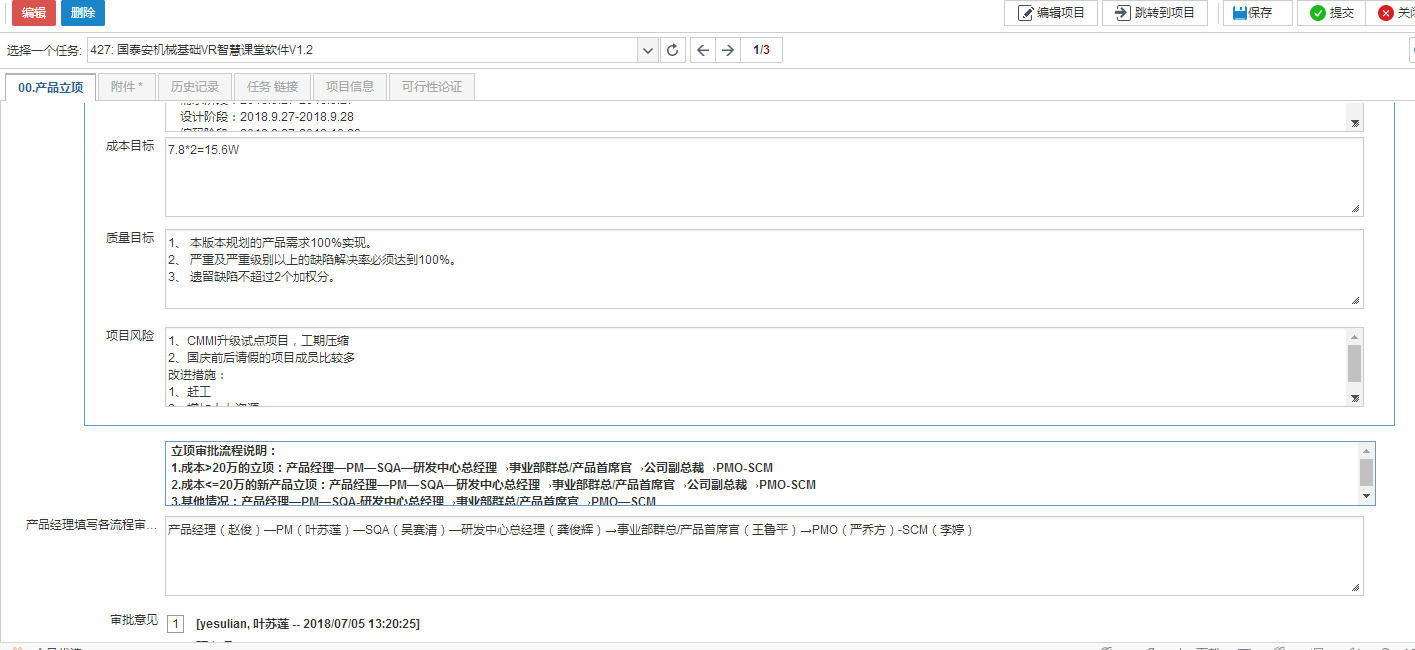 编辑
删除
编辑项目
跳转到项目
保存
提交
选择一个任务:
427: 国泰安机械基础VR智慧课堂软件V1.2
1/3
00.产品立项
附件 *
历史记录
任务 链接
项目信息
可行性论证
设计阶段：2018.9.27-2018.9.28
成本目标
7.8*2=15.6W
质量目标
1、 本版本规划的产品需求100%实现。
2、 严重及严重级别以上的缺陷解决率必须达到100%。
3、 遗留缺陷不超过2个加权分。
项目风险
1、CMMI升级试点项目，工期压缩
2、国庆前后请假的项目成员比较多
改进措施：
1、赶工
立项审批流程说明：
1.成本>20万的立项：产品经理—PM—SQA—研发中心总经理 →事业部群总/产品首席官 →公司副总裁 →PMO-SCM
2.成本<=20万的新产品立项：产品经理—PM—SQA—研发中心总经理 →事业部群总/产品首席官 →公司副总裁 →PMO-SCM
3.其他情况：产品经理—PM—SQA-研发中心总经理 →事业部群总/产品首席官 →PMO—SCM
产品经理填写各流程审...
产品经理（赵俊）—PM（叶苏莲）—SQA（吴赛清）—研发中心总经理（龚俊辉）→事业部群总/产品首席官（王鲁平）→PMO（严乔方）-SCM（李婷）
审批意见
1
[yesulian, 叶苏莲 -- 2018/07/05 13:20:25]